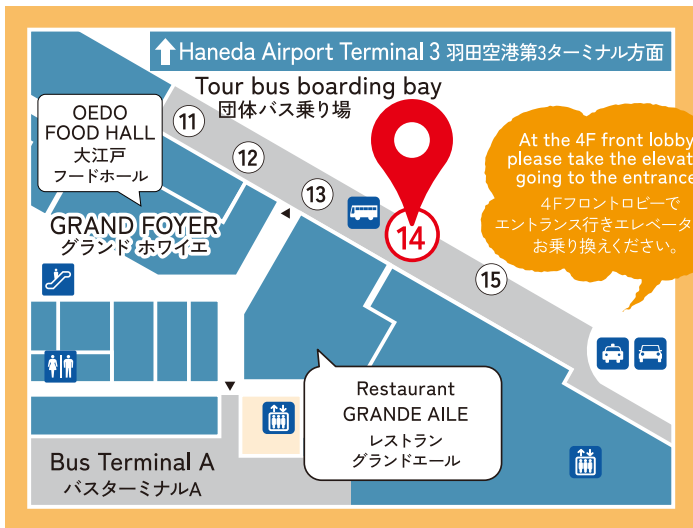 Haneda Airport Terminal 3 羽田空港第3ターミナル方面
Tour bus boarding bay
団体バス乗り場
OEDO
FOOD HALL
大江戸
フードホール
11
12
13
14
15
At the 4F front lobby
please take the elevat
going to the entrance
4Fフロントロビーで
エントランス行きエレベータ
お乗り換えください。
GRAND FOYER
グランド ホワイエ
Restaurant
GRANDE AILE
レストラン
グランドエール
Bus Terminal A
バスターミナルA